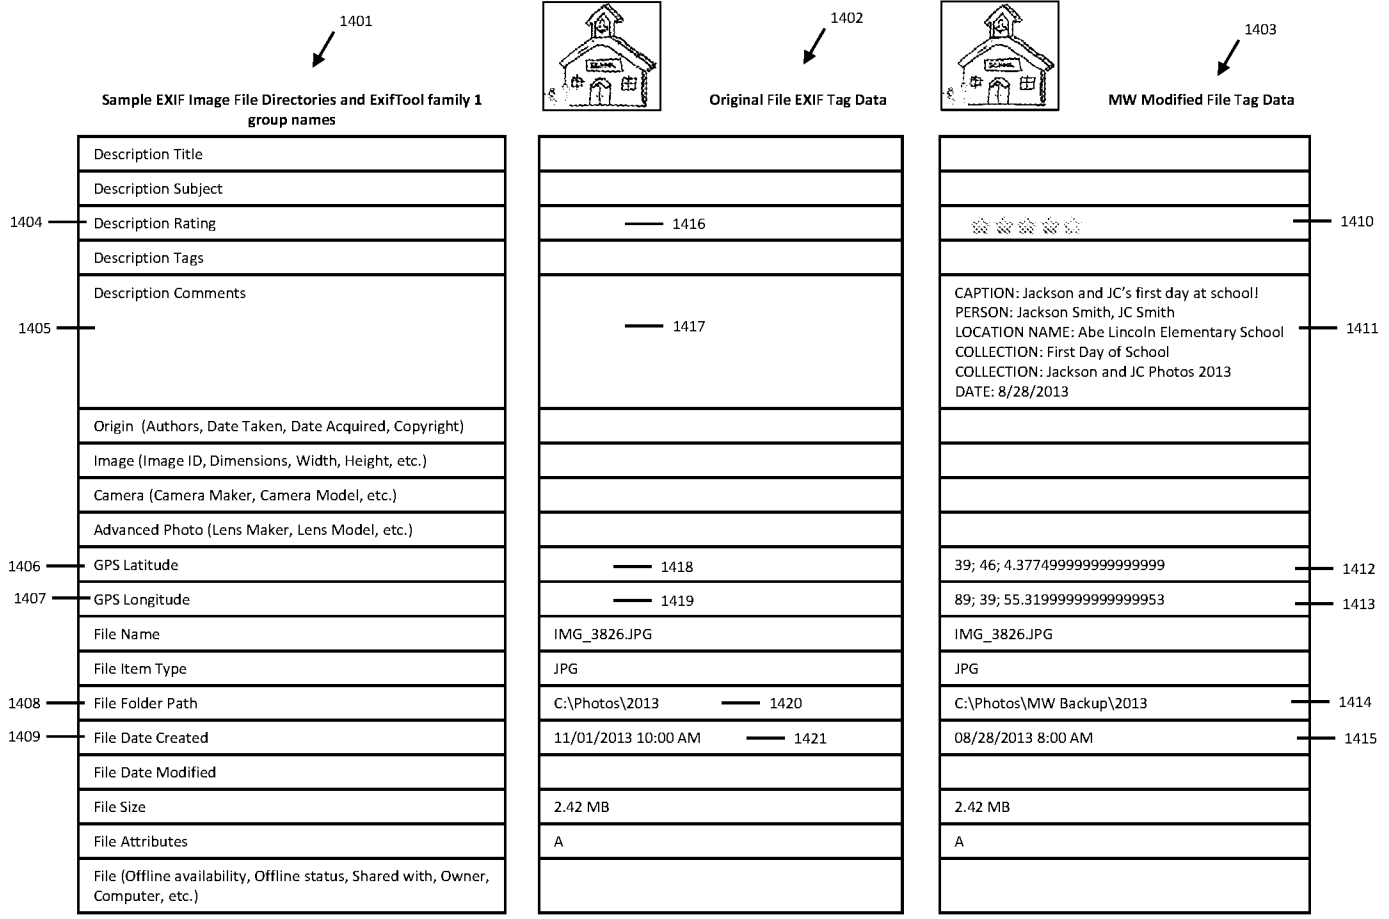 1401
1402
1403
SCHOOL
SCHOOL
Sample EXIF Image File Directories and ExifTool family 1
group names
Original File EXIF Tag Data
MW Modified File Tag Data
Description Title
Description Subject
1404 Description Rating 1416 1410
Description Tags
Description Comments
1405
1417
CAPTION: Jackson and JC's first day at school!
PERSON: Jackson Smith, JC Smith
LOCATION NAME: Abe Lincoln Elementary School 1411
COLLECTION: First Day of School
COLLECTION: Jackson and JC Photos 2013
DATE: 8/28/2013
Origin (Authors, Date Taken, Date Acquired, Copyright)
Image (Image ID, Dimensions, Width, Height, etc.)
Camera (Camera Maker, Camera Model, etc.)
Advanced Photo (Lens Maker, Lens Model, etc.)
1406 GPS Latitude 1418 39; 46; 4.377499999999999999 1412
1407 GPS Longitude 1419 89; 39; 55.31999999999999953 1413
File Name IMG_3826.JPG IMG_3826.JPG
File Item Type JPG JPG
1408 File Folder Path C:\Photos\2013 1420 C:\Photos\MW Backup\2013 1414
1409 File Date Created 11/01/2013 10:00 AM 1421 08/28/2013 8:00 AM 1415
File Date Modified
File Size 2.42 MB 2.42 MB
File Attributes A A
File (Offline availability, Offline status, Shared with, Owner,
Computer, etc.)